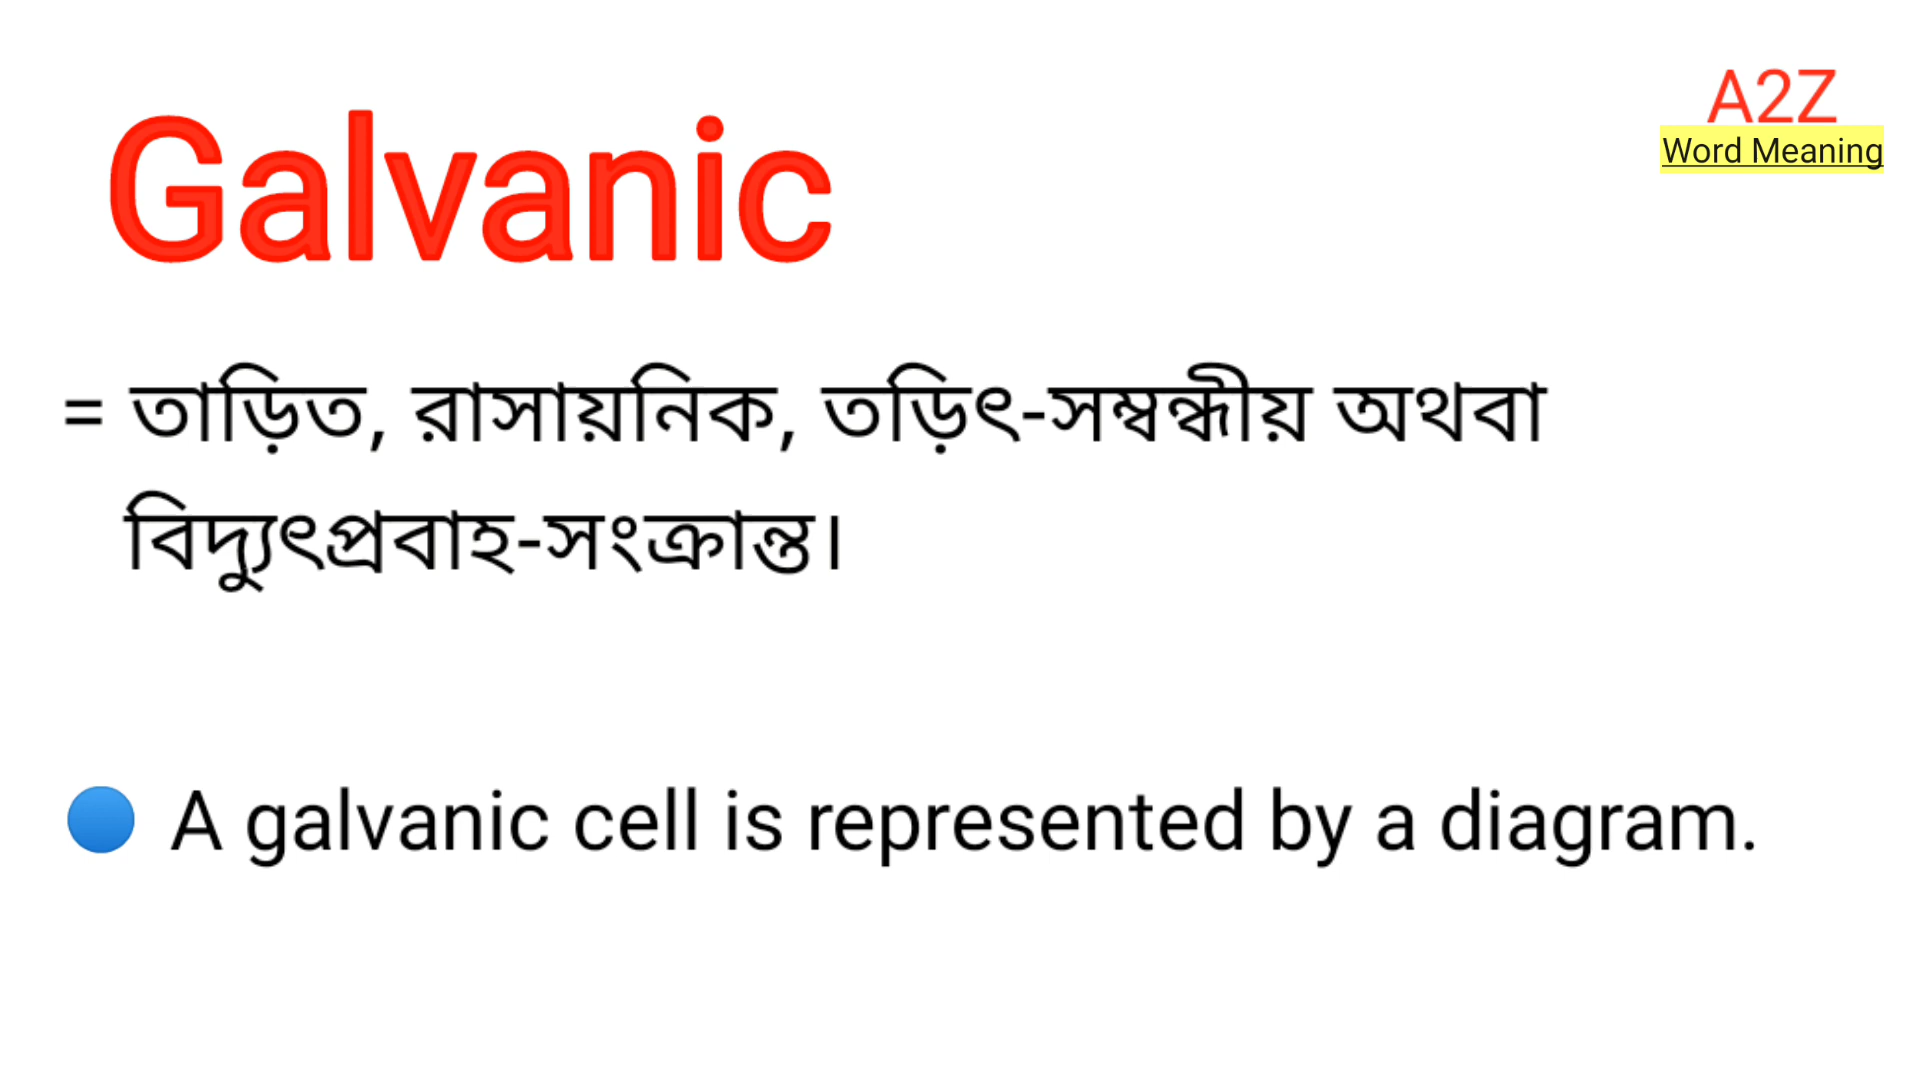 A2Z
Word Meaning
Galvanic
= তাড়িত, রাসায়নিক, তড়িৎ-সম্বন্ধীয় অথবা
বিদ্যুৎপ্রবাহ-সংক্রান্ত।
A galvanic cell is represented by a diagram.